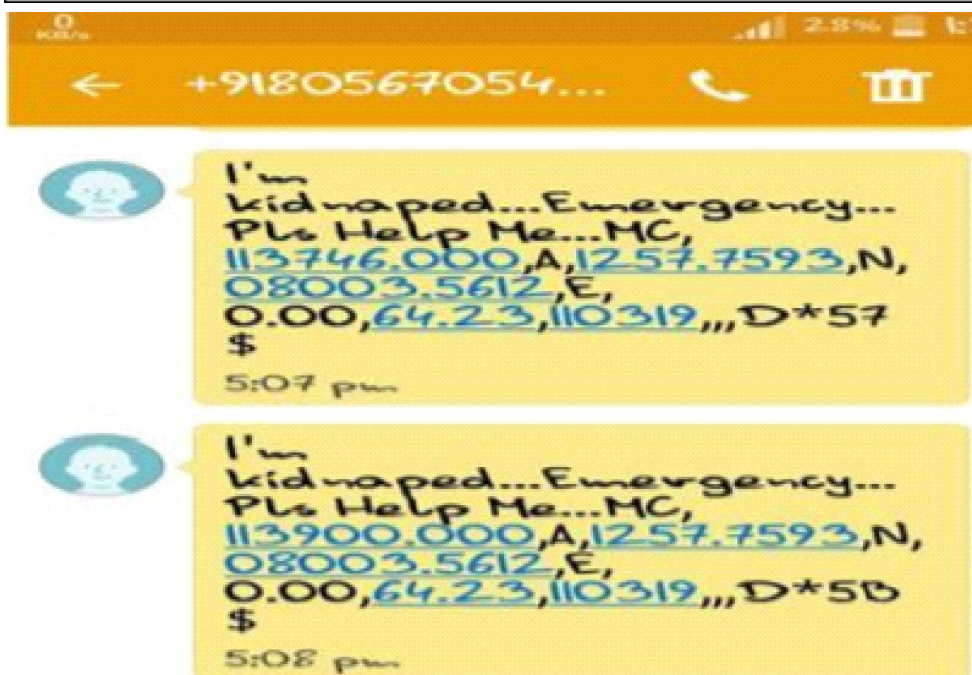 0
KB/s
2.8%
← +9180567054...
I'm
kidnaped...Emergency...
Pls Help Me...MC,
113746.000,A,1257.7593,N,
08003.5612,E,
0.00,64.23,110319,,,D*57
$
5:07 pm
I'm
kidnaped...Emergency...
Pls Help Me...MC,
113900.000,A,1257.7593,N,
08003.5612,E,
0.00,64.23,110319,,,D*5B
$
5:08 pm